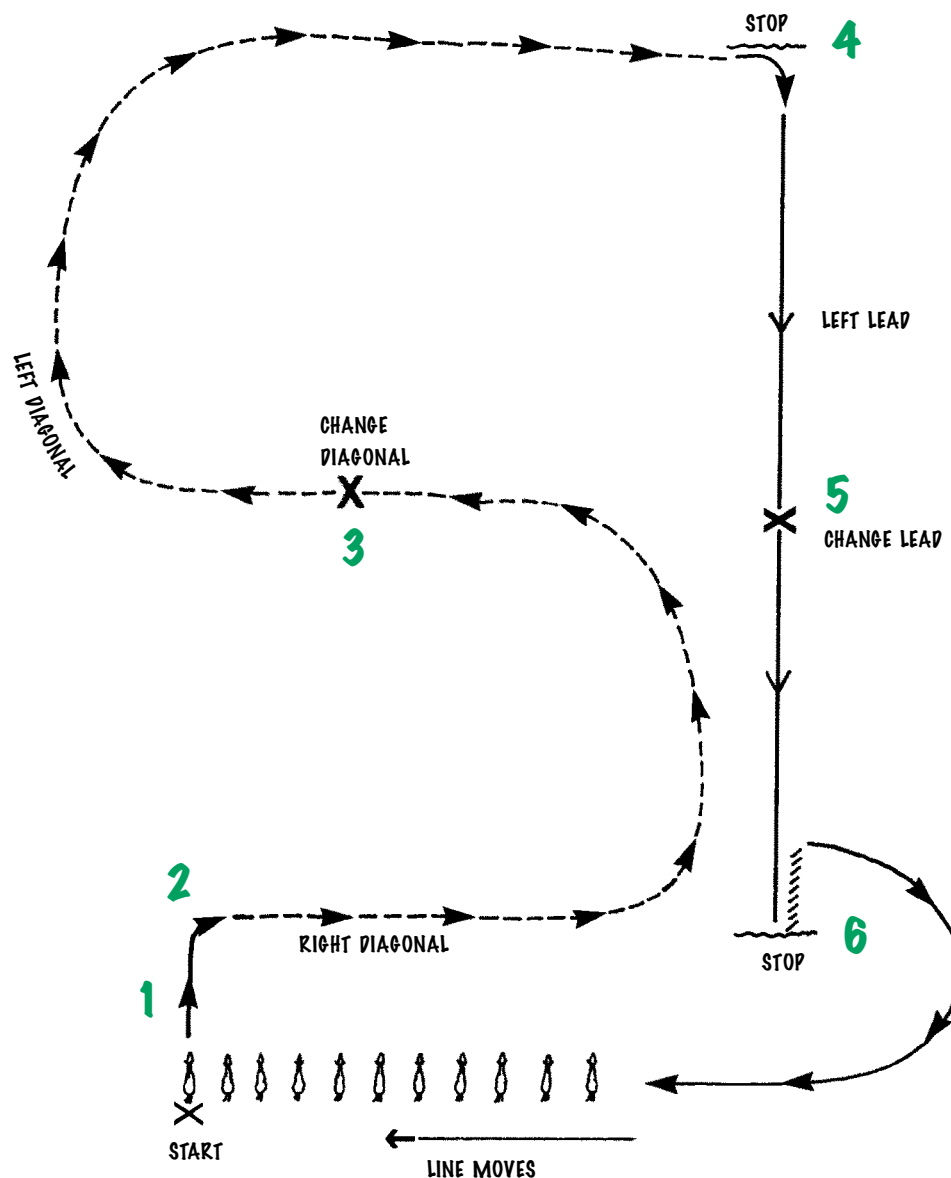 STOP
4
LEFT LEAD
LEFT DIAGONAL
CHANGE
DIAGONAL
3
5
CHANGE LEAD
2
RIGHT DIAGONAL
6
STOP
1
START
LINE MOVES